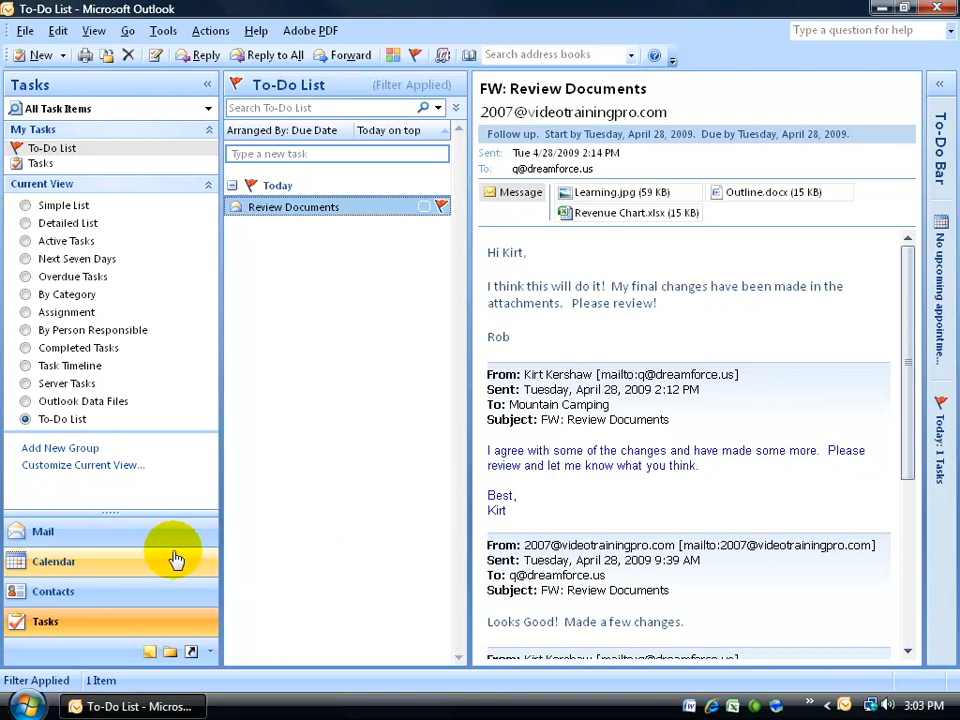 To-Do List - Microsoft Outlook
File Edit View Go Tools Actions Help Adobe PDF
Type a question for help
New Reply Reply to All Forward Search address books
Tasks
All Task Items
My Tasks
To-Do List
Tasks
Current View
Simple List
Detailed List
Active Tasks
Next Seven Days
Overdue Tasks
By Category
Assignment
By Person Responsible
Completed Tasks
Task Timeline
Server Tasks
Outlook Data Files
To-Do List
Add New Group
Customize Current View...
Mail
Calendar
Contacts
Tasks
To-Do List (Filter Applied)
Search To-Do List
Arranged By: Due Date Today on top
Type a new task
Today
Review Documents
FW: Review Documents
2007@videotrainingpro.com
Follow up. Start by Tuesday, April 28, 2009. Due by Tuesday, April 28, 2009.
Sent: Tue 4/28/2009 2:14 PM
To: q@dreamforce.us
Message Learning.jpg (59 KB) Outline.docx (15 KB)
Revenue Chart.xlsx (15 KB)
Hi Kirt,
I think this will do it! My final changes have been made in the
attachments. Please review!
Rob
From: Kirt Kershaw [mailto:q@dreamforce.us]
Sent: Tuesday, April 28, 2009 2:12 PM
To: Mountain Camping
Subject: FW: Review Documents
I agree with some of the changes and have made some more. Please
review and let me know what you think.
Best,
Kirt
From: 2007@videotrainingpro.com [mailto:2007@videotrainingpro.com]
Sent: Tuesday, April 28, 2009 9:39 AM
To: q@dreamforce.us
Subject: FW: Review Documents
Looks Good! Made a few changes.
From: Kirt Kershaw [mailto:q@dreamforce.us]
To-Do Bar
No upcoming appointme...
Today: 1 Tasks
Filter Applied 1 Item
To-Do List - Micros...
3:03 PM